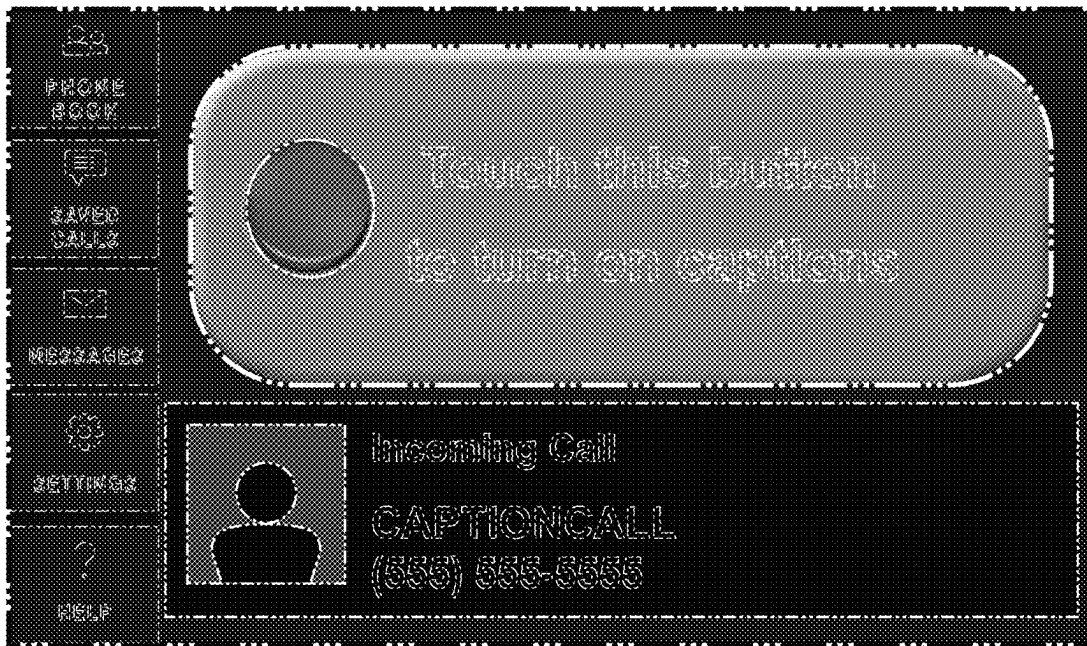 PHONE
BOOK
SAVED
CALLS
MESSAGES
SETTINGS
HELP
Touch this button
to turn on captions
Incoming Call
CAPTIONCALL
(555) 555-5555